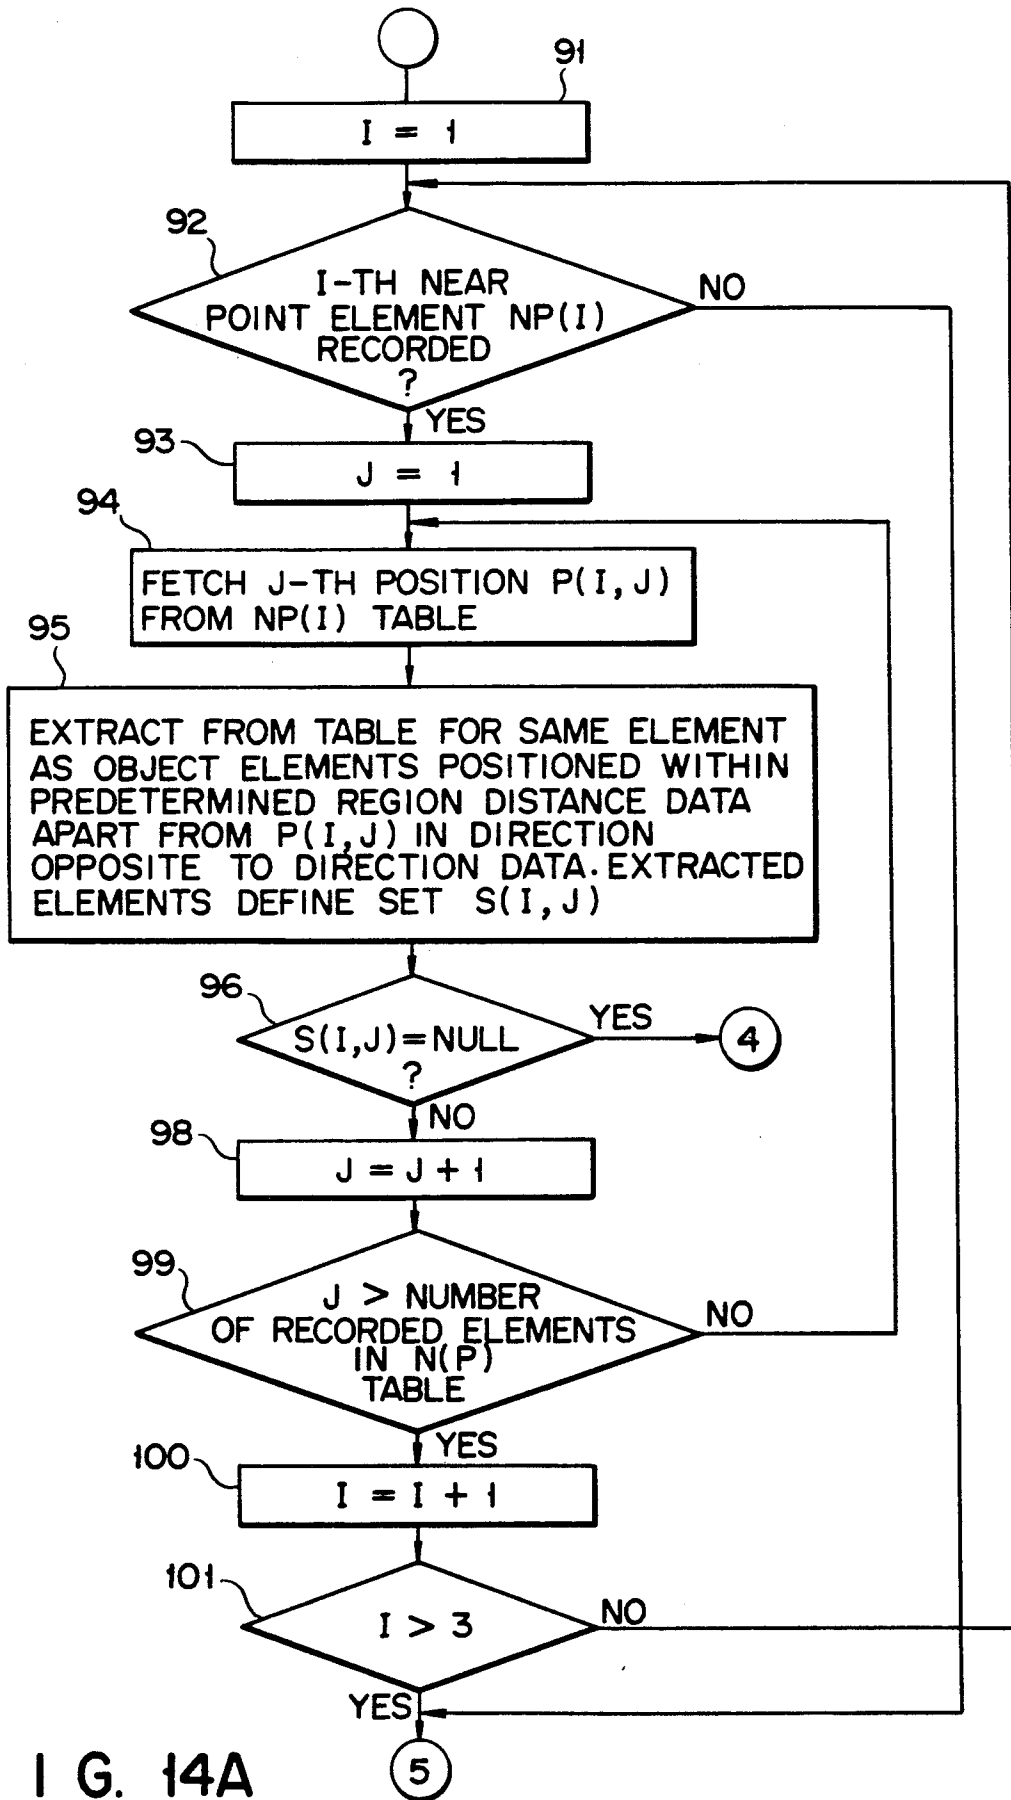 91
I = 1
92
I-TH NEAR
POINT ELEMENT NP(I)
RECORDED
?
NO
YES
93
J = 1
94
FETCH J-TH POSITION P(I,J)
FROM NP(I) TABLE
95
EXTRACT FROM TABLE FOR SAME ELEMENT
AS OBJECT ELEMENTS POSITIONED WITHIN
PREDETERMINED REGION DISTANCE DATA
APART FROM P(I,J) IN DIRECTION
OPPOSITE TO DIRECTION DATA. EXTRACTED
ELEMENTS DEFINE SET S(I,J)
96
S(I,J)=NULL
?
YES
4
NO
98
J = J + 1
99
J > NUMBER
OF RECORDED ELEMENTS
IN N(P)
TABLE
NO
YES
100
I = I + 1
101
I > 3
NO
YES
5
I G. 14A